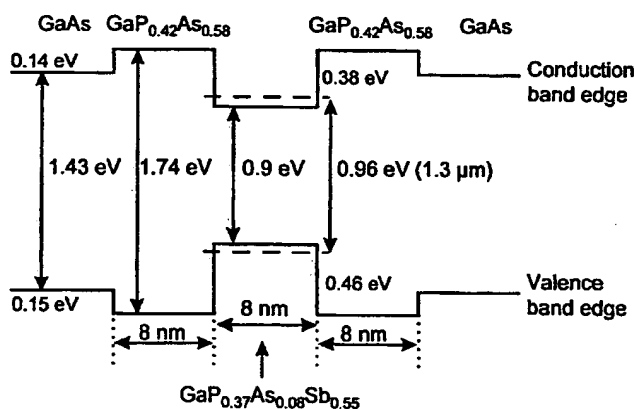 GaAs GaP0.42As0.58 GaP0.42As0.58 GaAs
0.14 eV 0.38 eV Conduction
band edge
1.43 eV 1.74 eV 0.9 eV 0.96 eV (1.3 µm)
0.15 eV 0.46 eV Valence
band edge
8 nm 8 nm 8 nm
GaP0.37As0.08Sb0.55